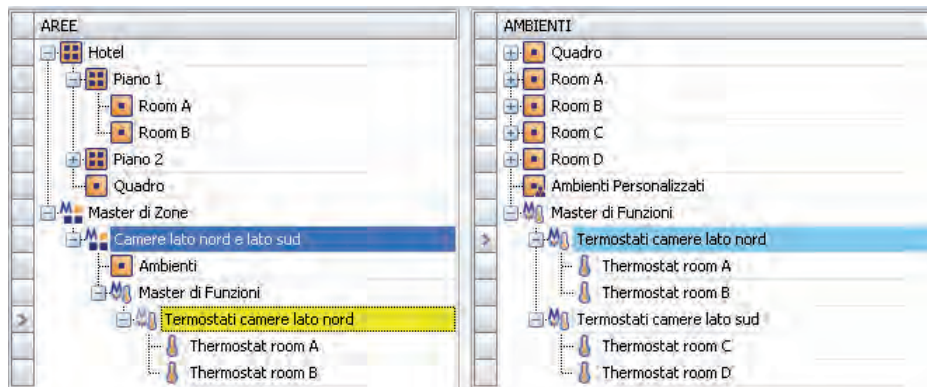 AREE
Hotel
Piano 1
Room A
Room B
Piano 2
Quadro
Master di Zone
Camere lato nord e lato sud
Ambienti
Master di Funzioni
Termostati camere lato nord
Thermostat room A
Thermostat room B
AMBIENTI
Quadro
Room A
Room B
Room C
Room D
Ambienti Personalizzati
Master di Funzioni
Termostati camere lato nord
Thermostat room A
Thermostat room B
Termostati camere lato sud
Thermostat room C
Thermostat room D